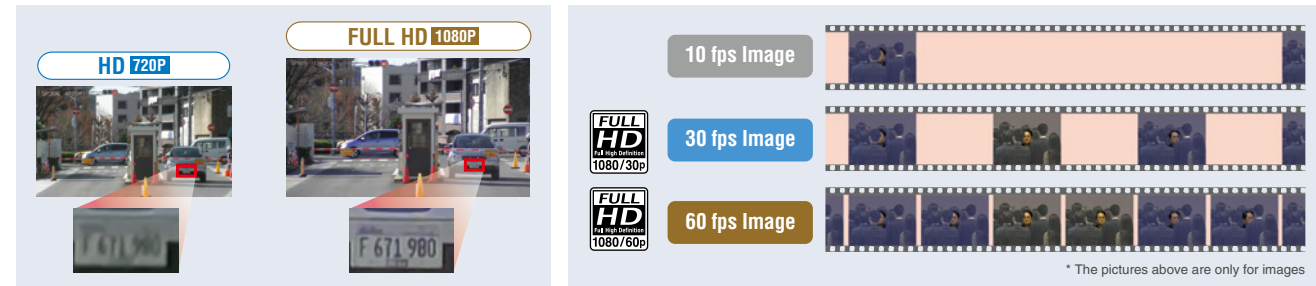 HD 720P
FULL HD 1080P
F 671 980
F 671 980
10 fps Image
FULL
HD
Full High Definition
1080/30p
30 fps Image
FULL
HD
Full High Definition
1080/60p
60 fps Image
* The pictures above are only for images